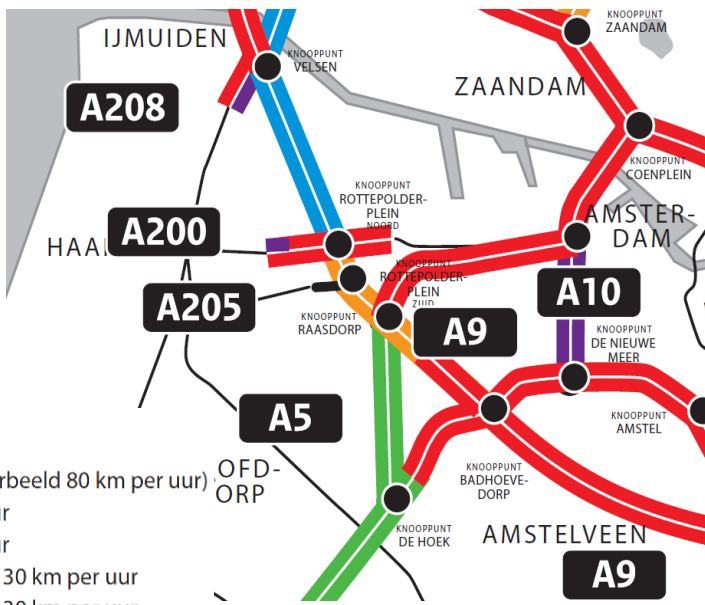 KNOOPPUNT
ZAANDAM
IJMUIDEN
KNOOPPUNT
VELSEN
ZAANDAM
A208
KNOOPPUNT
COENPLEIN
KNOOPPUNT
ROTTEPOLDER-
PLEIN
NOORD
AMSTER-
DAM
A200
HAA
KNOOPPUNT
ROTTEPOLDER-
PLEIN
ZUID
A10
A205
KNOOPPUNT
RAASDORP
A9
KNOOPPUNT
DE NIEUWE
MEER
A5
KNOOPPUNT
AMSTEL
OFD-
ORP
KNOOPPUNT
BADHOEVE-
DORP
rbeeld 80 km per uur)
ur
KNOOPPUNT
DE HOEK
AMSTELVEEN
ur
A9
30 km per uur